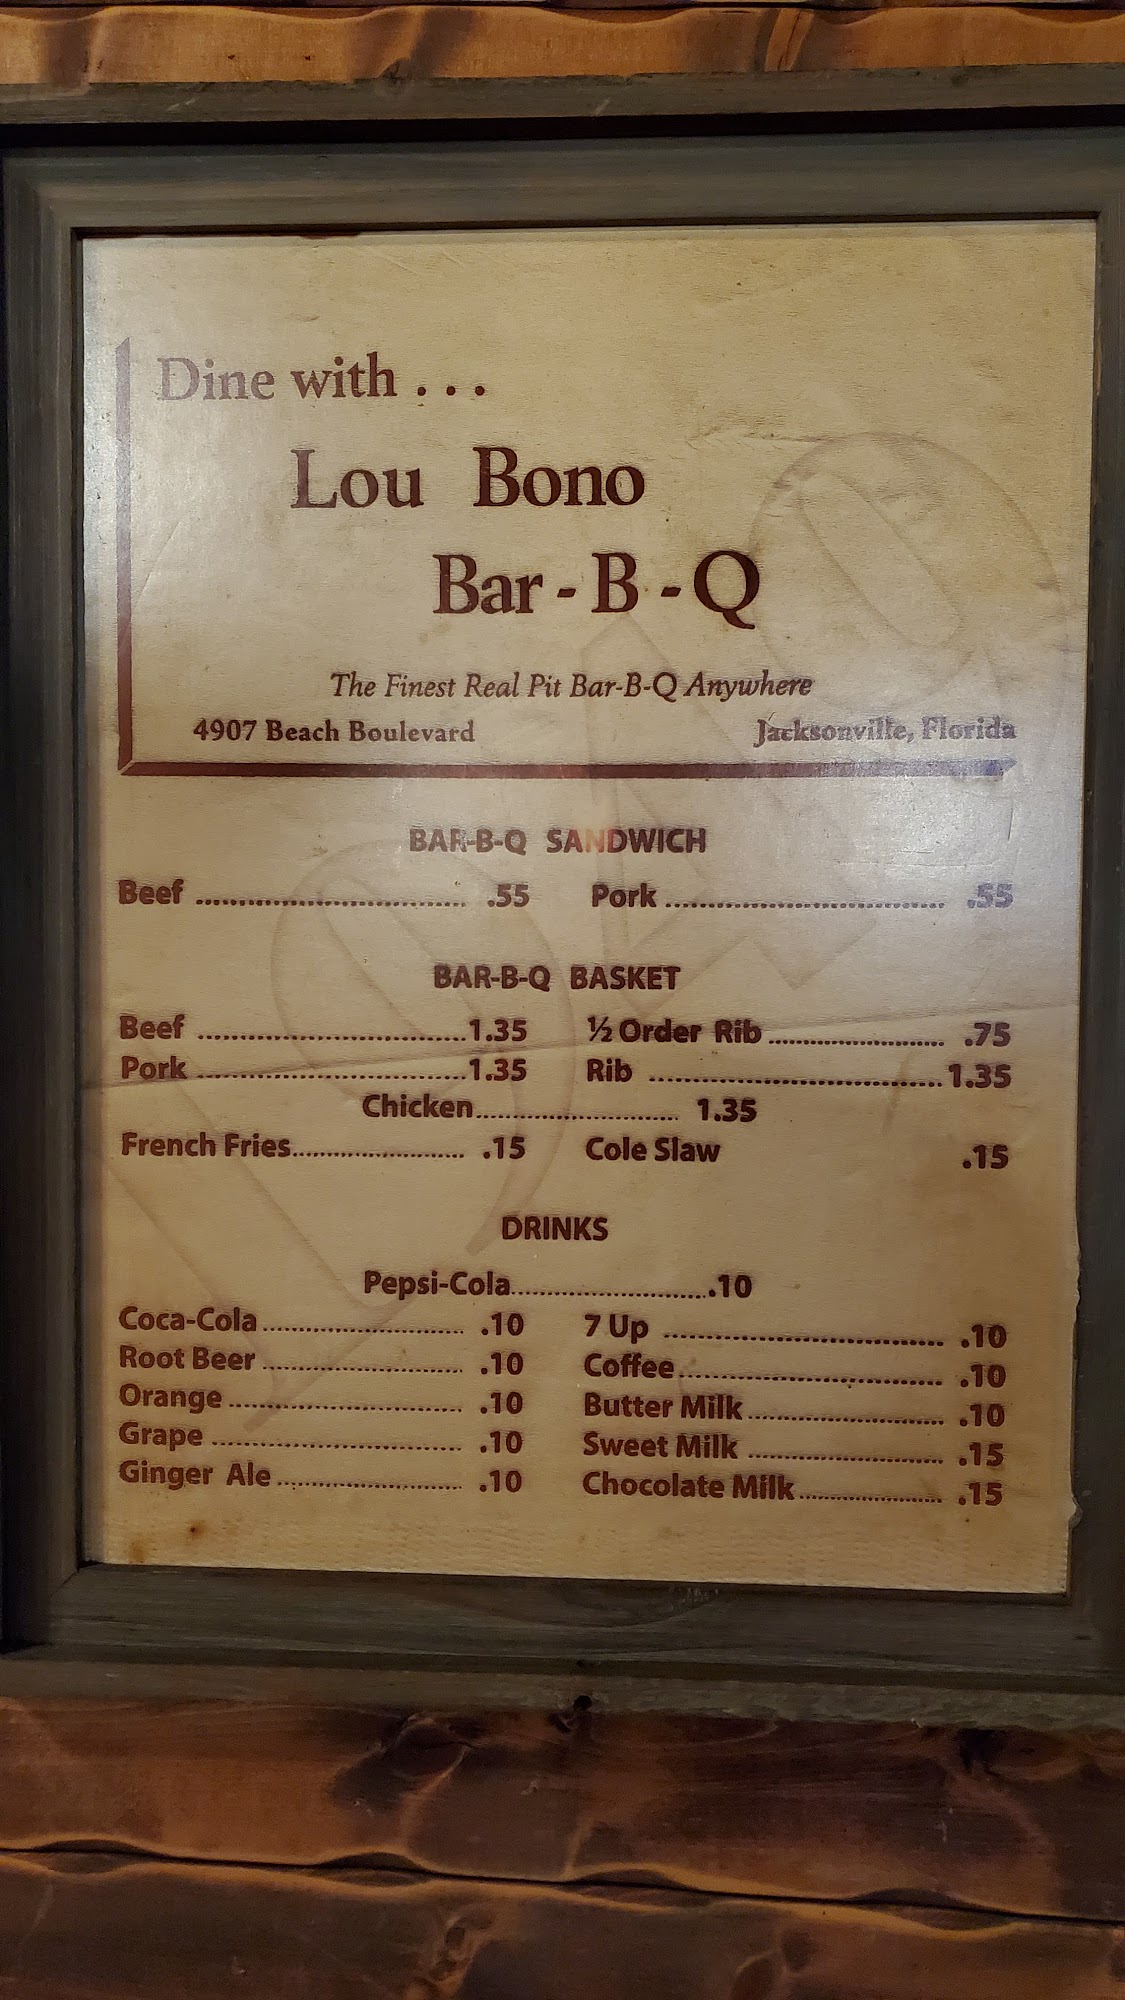 Dine with . . .
Lou Bono
Bar - B - Q
The Finest Real Pit Bar-B-Q Anywhere
4907 Beach Boulevard Jacksonville, Florida
BAR-B-Q SANDWICH
Beef .55 Pork .55
BAR-B-Q BASKET
Beef 1.35 ½ Order Rib .75
Pork 1.35 Rib 1.35
Chicken 1.35
French Fries .15 Cole Slaw .15
DRINKS
Pepsi-Cola .10
Coca-Cola .10 7 Up .10
Root Beer .10 Coffee .10
Orange .10 Butter Milk .10
Grape .10 Sweet Milk .15
Ginger Ale .10 Chocolate Milk .15